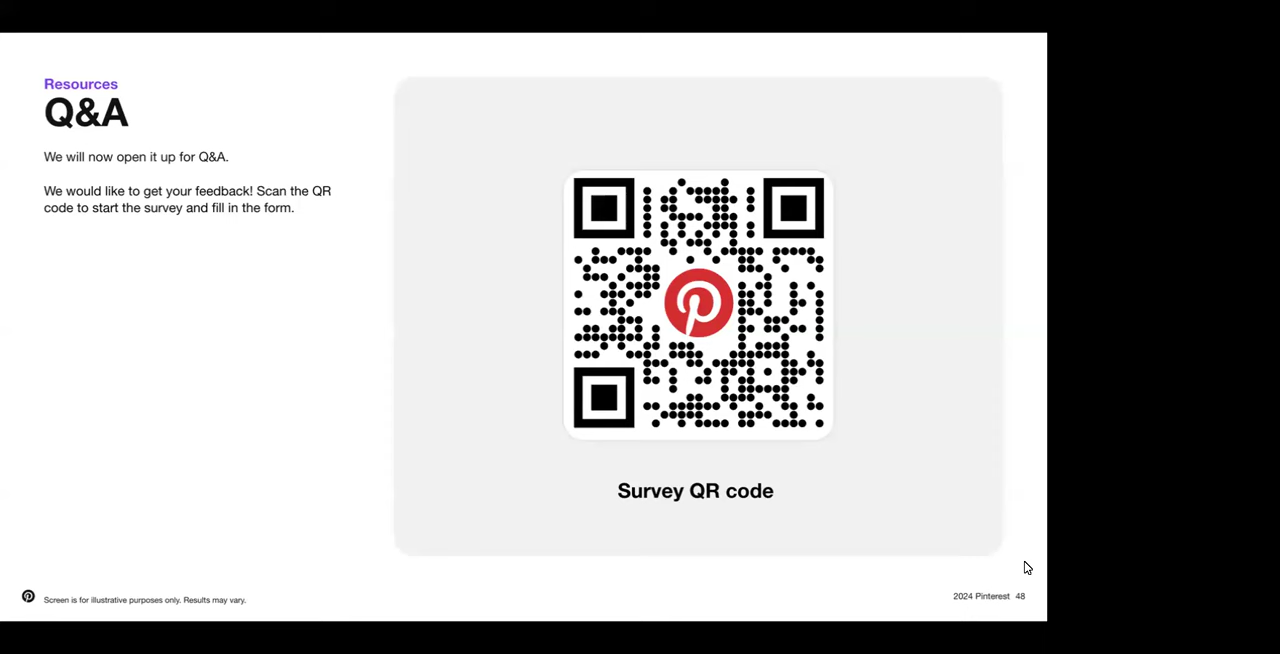 Resources
Q&A
We will now open it up for Q&A.
We would like to get your feedback! Scan the QR
code to start the survey and fill in the form.
Survey QR code
Screen is for illustrative purposes only. Results may vary.
2024 Pinterest 48